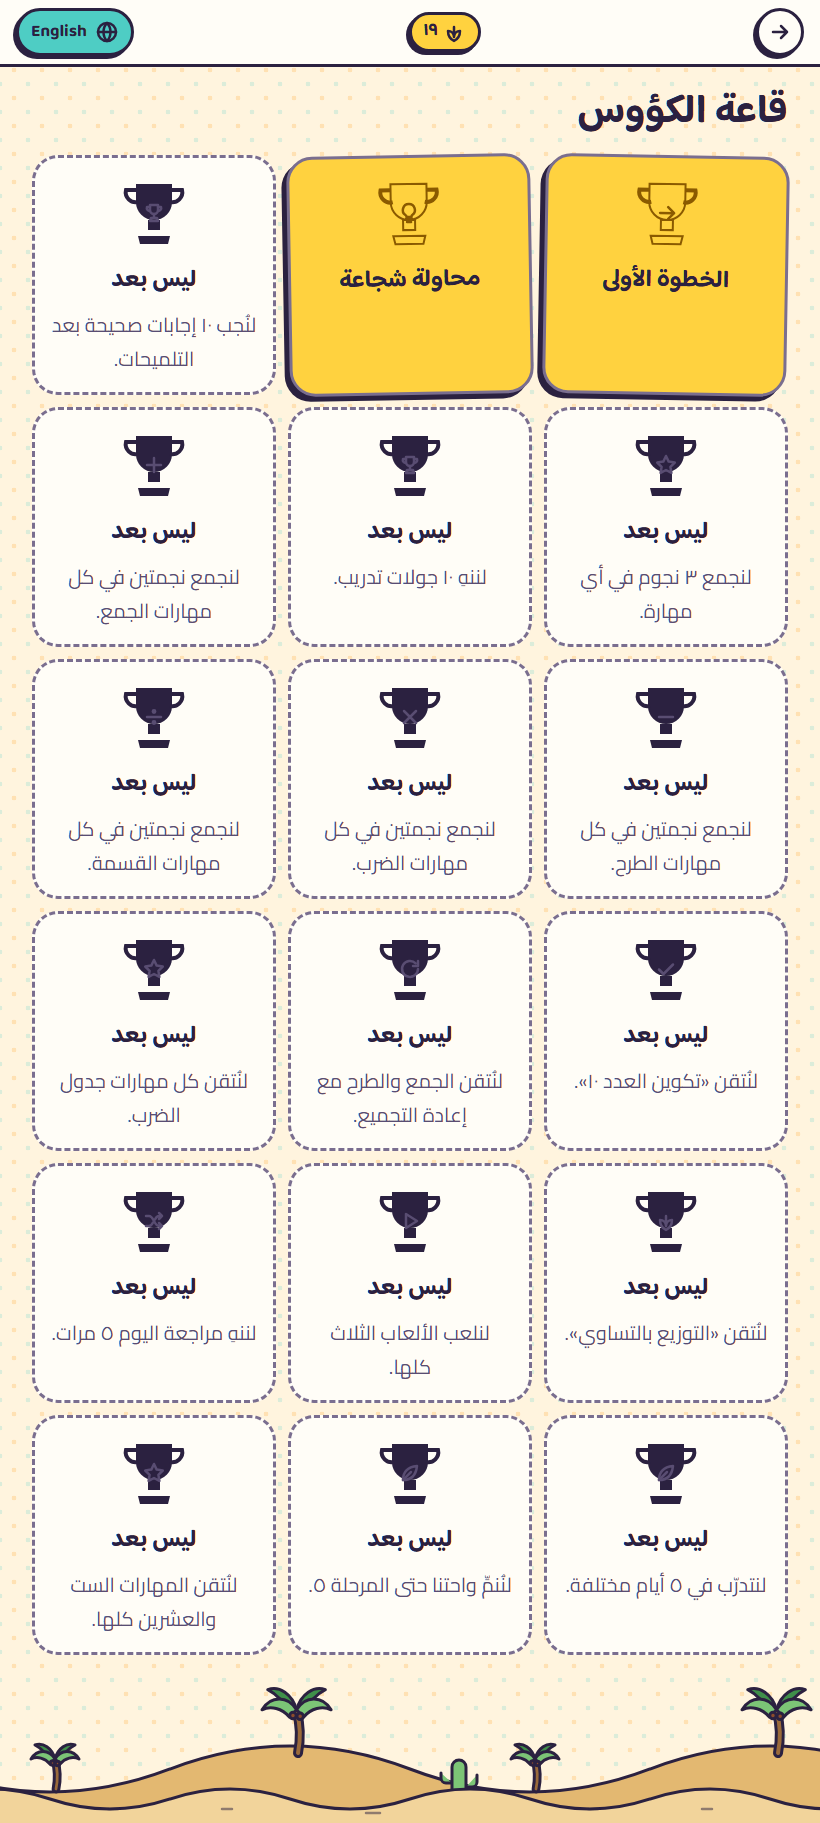 English
١٩
قاعة الكؤوس
الخطوة الأولى
محاولة شجاعة
ليس بعد
لنُجب ١٠ إجابات صحيحة بعد
التلميحات.
ليس بعد
لنجمع ٣ نجوم في أي
مهارة.
ليس بعد
لننهِ ١٠ جولات تدريب.
ليس بعد
لنجمع نجمتين في كل
مهارات الجمع.
ليس بعد
لنجمع نجمتين في كل
مهارات الطرح.
ليس بعد
لنجمع نجمتين في كل
مهارات الضرب.
ليس بعد
لنجمع نجمتين في كل
مهارات القسمة.
ليس بعد
لنُتقن «تكوين العدد ١٠».
ليس بعد
لنُتقن الجمع والطرح مع
إعادة التجميع.
ليس بعد
لنُتقن كل مهارات جدول
الضرب.
ليس بعد
لنُتقن «التوزيع بالتساوي».
ليس بعد
لنلعب الألعاب الثلاث
كلها.
ليس بعد
لننهِ مراجعة اليوم ٥ مرات.
ليس بعد
لنتدرّب في ٥ أيام مختلفة.
ليس بعد
لنُنمّ واحتنا حتى المرحلة ٥.
ليس بعد
لنُتقن المهارات الست
والعشرين كلها.